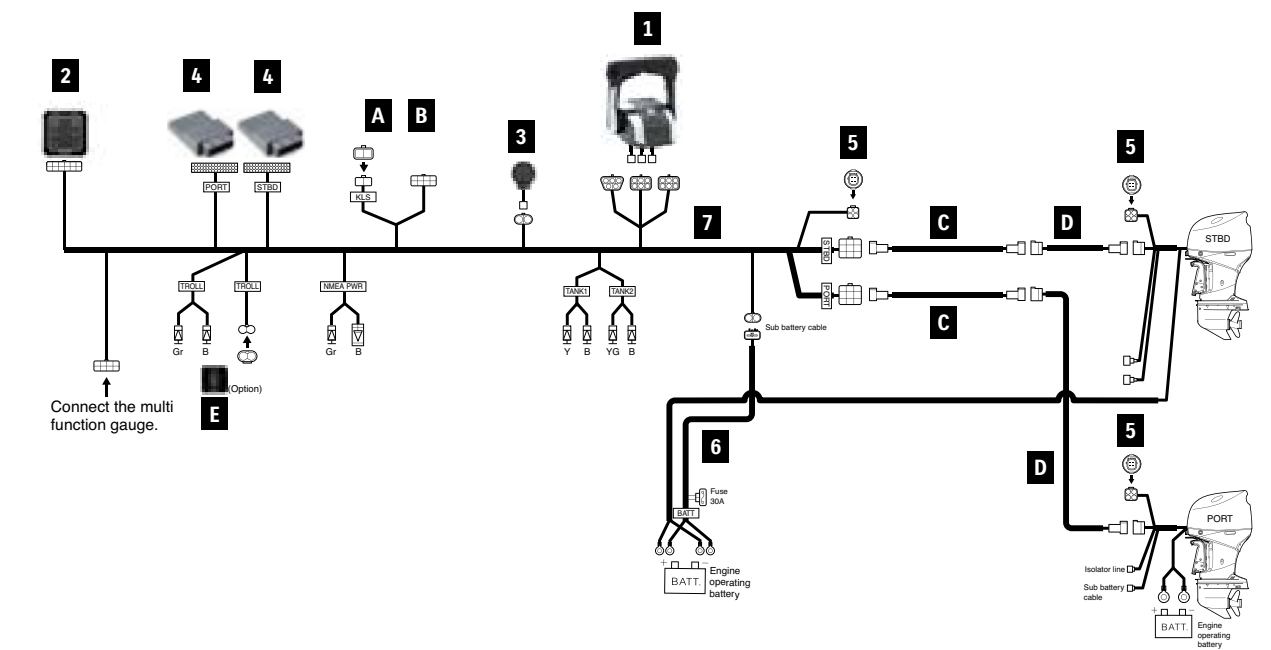 1
2
4
4
A
B
3
5
5
PORT
STBD
KLS
7
C
D
STBD
STBD
PORT
C
TROLL
TROLL
NMEA PWR
TANK1
TANK2
Sub battery cable
Gr
B
Gr
B
Y
B
YG
B
(Option)
E
Connect the multi
function gauge.
6
5
D
Fuse
30A
BATT
PORT
+
−
BATT.
Engine
operating
battery
Isolator line
Sub battery
cable
+
−
BATT.
Engine
operating
battery